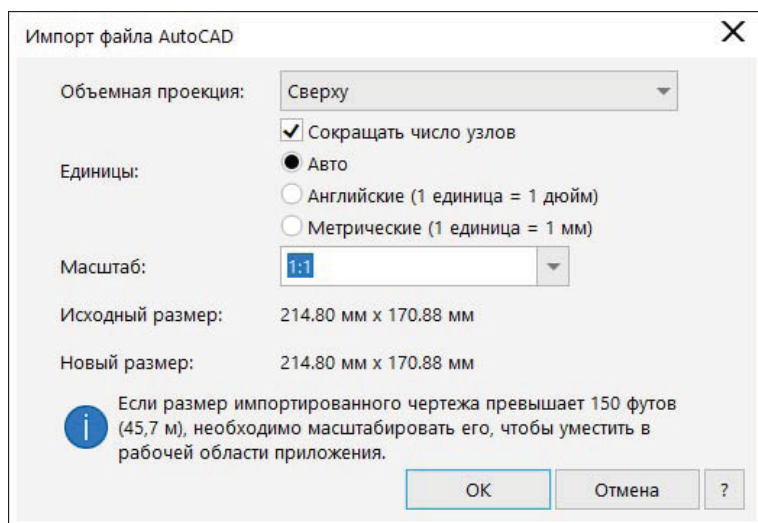 Импорт файла AutoCAD
Объемная проекция: Сверху
Сокращать число узлов
Единицы: Авто
Английские (1 единица = 1 дюйм)
Метрические (1 единица = 1 мм)
Масштаб: 1:1
Исходный размер: 214.80 мм x 170.88 мм
Новый размер: 214.80 мм x 170.88 мм
Если размер импортированного чертежа превышает 150 футов
(45,7 м), необходимо масштабировать его, чтобы уместить в
рабочей области приложения.
ОК Отмена ?